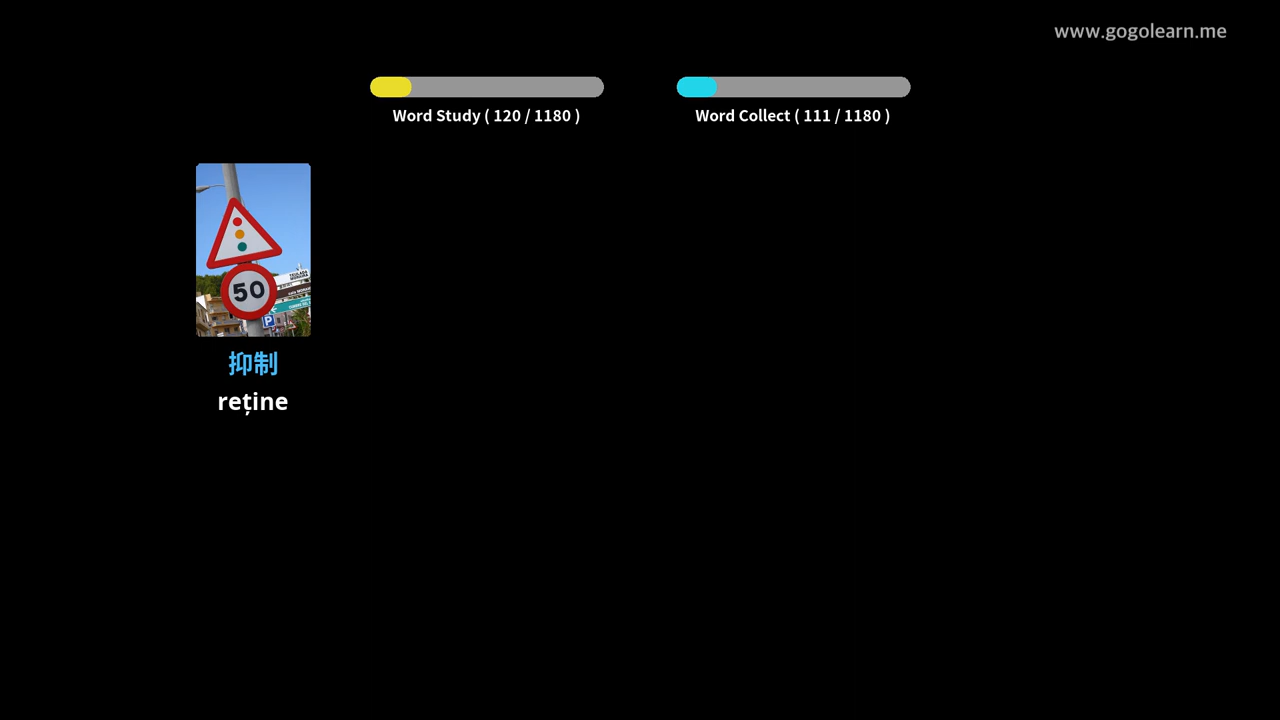 www.gogolearn.me
Word Study ( 120 / 1180 )
Word Collect ( 111 / 1180 )
50
P
抑制
reține